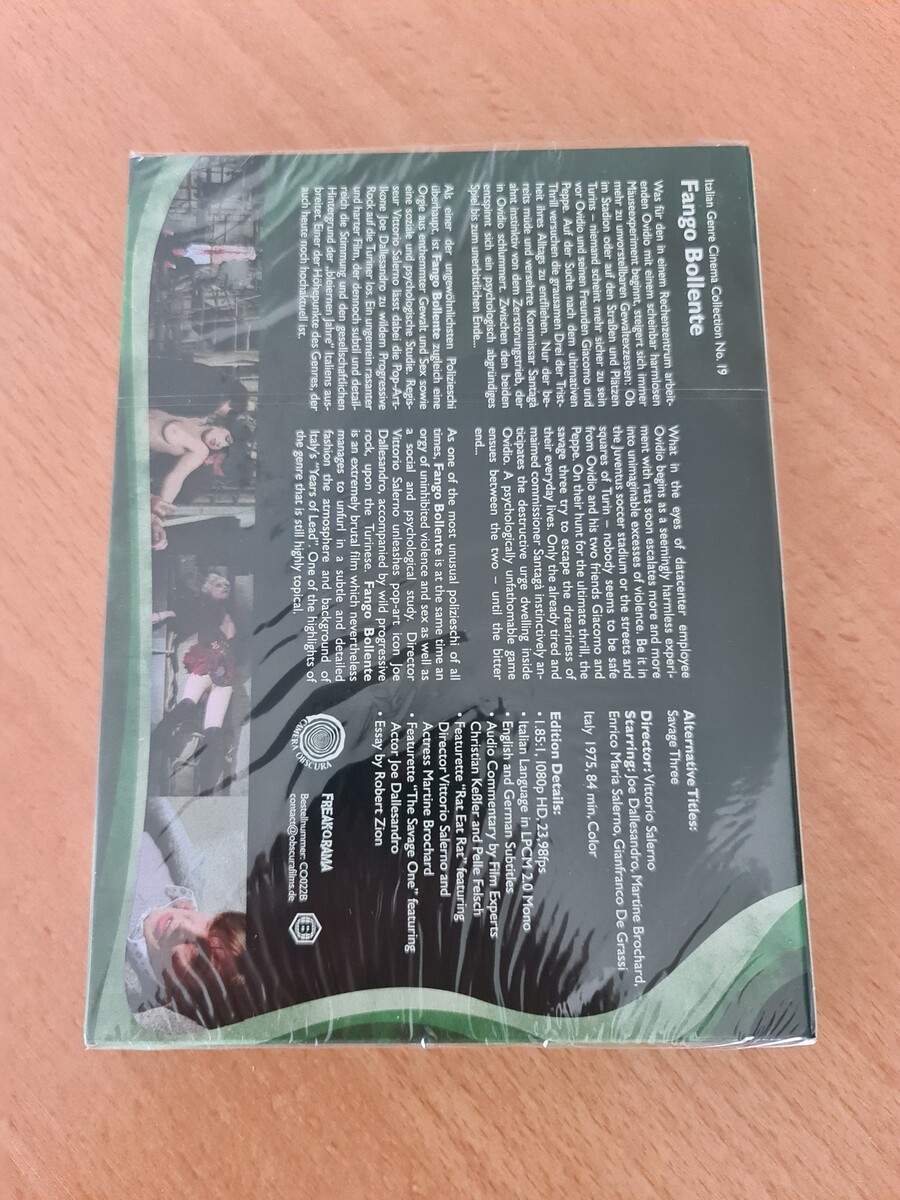 Italian Genre Cinema Collection No. 19
Fango Bollente
Was für den in einem Rechenzentrum arbeit-
enden Ovidio mit einem scheinbar harmlosen
Mäuseexperiment beginnt, steigert sich immer
mehr zu unvorstellbaren Gewaltexzessen: Ob
im Stadion oder auf den Straßen und Plätzen
Turins – niemand scheint mehr sicher zu sein
vor Ovidio und seinen Freunden Giacomo und
Peppe. Auf der Suche nach dem ultimativen
Thrill versuchen die grausamen Drei der Trist-
heit ihres Alltags zu entfliehen. Nur der be-
reits müde und versehrte Kommissar Santagà
ahnt instinktiv von dem Zerstörungstrieb, der
in Ovidio schlummert. Zwischen den beiden
entspinnt sich ein psychologisch abgründiges
Spiel bis zum unerbittlichen Ende...
Als einer der ungewöhnlichsten Polizieschi
überhaupt, ist Fango Bollente zugleich eine
Orgie aus enthemmter Gewalt und Sex sowie
eine soziale und psychologische Studie. Regis-
seur Vittorio Salerno lässt dabei die Pop-Art-
Ikone Joe Dallesandro zu wildem Progressive
Rock auf die Turiner los. Ein ungemein rasanter
und harter Film, der dennoch subtil und detail-
reich die Stimmung und den gesellschaftlichen
Hintergrund der „bleiernen Jahre“ Italiens aus-
breitet. Einer der Höhepunkte des Genres, der
auch heute noch hochaktuell ist.
What in the eyes of datacenter employee
Ovidio begins as a seemingly harmless experi-
ment with rats soon escalates more and more
into unimaginable excesses of violence. Be it in
the Juventus soccer stadium or the streets and
squares of Turin – nobody seems to be safe
from Ovidio and his two friends Giacomo and
Peppe. On their hunt for the ultimate thrill, the
savage three try to escape the dreariness of
their everyday lives. Only the already tired and
maimed commissioner Santagà instinctively an-
ticipates the destructive urge dwelling inside
Ovidio. A psychologically unfathomable game
ensues between the two – until the bitter
end...
As one of the most unusual polizieschi of all
times, Fango Bollente is at the same time an
orgy of uninhibited violence and sex as well as
a social and psychological study. Director
Vittorio Salerno unleashes pop-art icon Joe
Dallesandro, accompanied by wild progressive
rock, upon the Turinese. Fango Bollente
is an extremely brutal film which nevertheless
manages to unfurl in a subtle and detailed
fashion the atmosphere and background of
Italy's "Years of Lead". One of the highlights of
the genre that is still highly topical.
Alternative Titles:
Savage Three
Director: Vittorio Salerno
Starring: Joe Dallesandro, Martine Brochard,
Enrico Maria Salerno, Gianfranco De Grassi
Italy 1975, 84 min, Color
Edition Details:
• 1.85:1, 1080p HD, 23,98fps
• Italian Language in LPCM 2.0 Mono
• English and German Subtitles
• Audio Commentary by Film Experts
Christian Keßler and Pelle Felsch
• Featurette "Rat Eat Rat" featuring
Director Vittorio Salerno and
Actress Martine Brochard
• Featurette "The Savage One" featuring
Actor Joe Dallesandro
• Essay by Robert Zion
CAMERA OBSCURA
FREAK-O-RAMA
Bestellnummer: CO022B
contact@obscurafilms.de
B